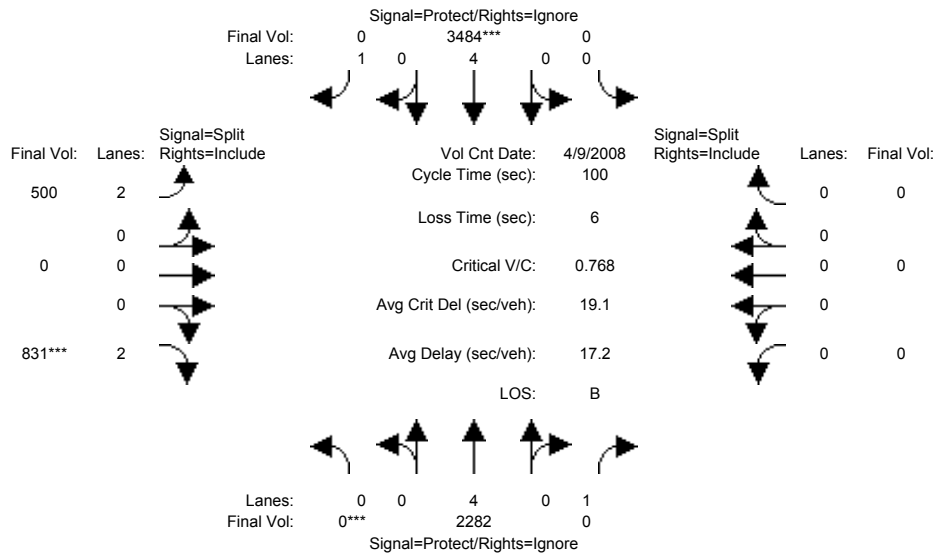 Signal=Protect/Rights=Ignore
Final Vol: 0 3484*** 0
Lanes: 1 0 4 0 0
Signal=Split
Final Vol: Lanes: Rights=Include
Vol Cnt Date: 4/9/2008
Signal=Split
Rights=Include Lanes: Final Vol:
Cycle Time (sec): 100
500 2 0 0
Loss Time (sec): 6
0 0
0 0 Critical V/C: 0.768 0 0
0 Avg Crit Del (sec/veh): 19.1 0
831*** 2 Avg Delay (sec/veh): 17.2 0 0
LOS: B
Lanes: 0 0 4 0 1
Final Vol: 0*** 2282 0
Signal=Protect/Rights=Ignore